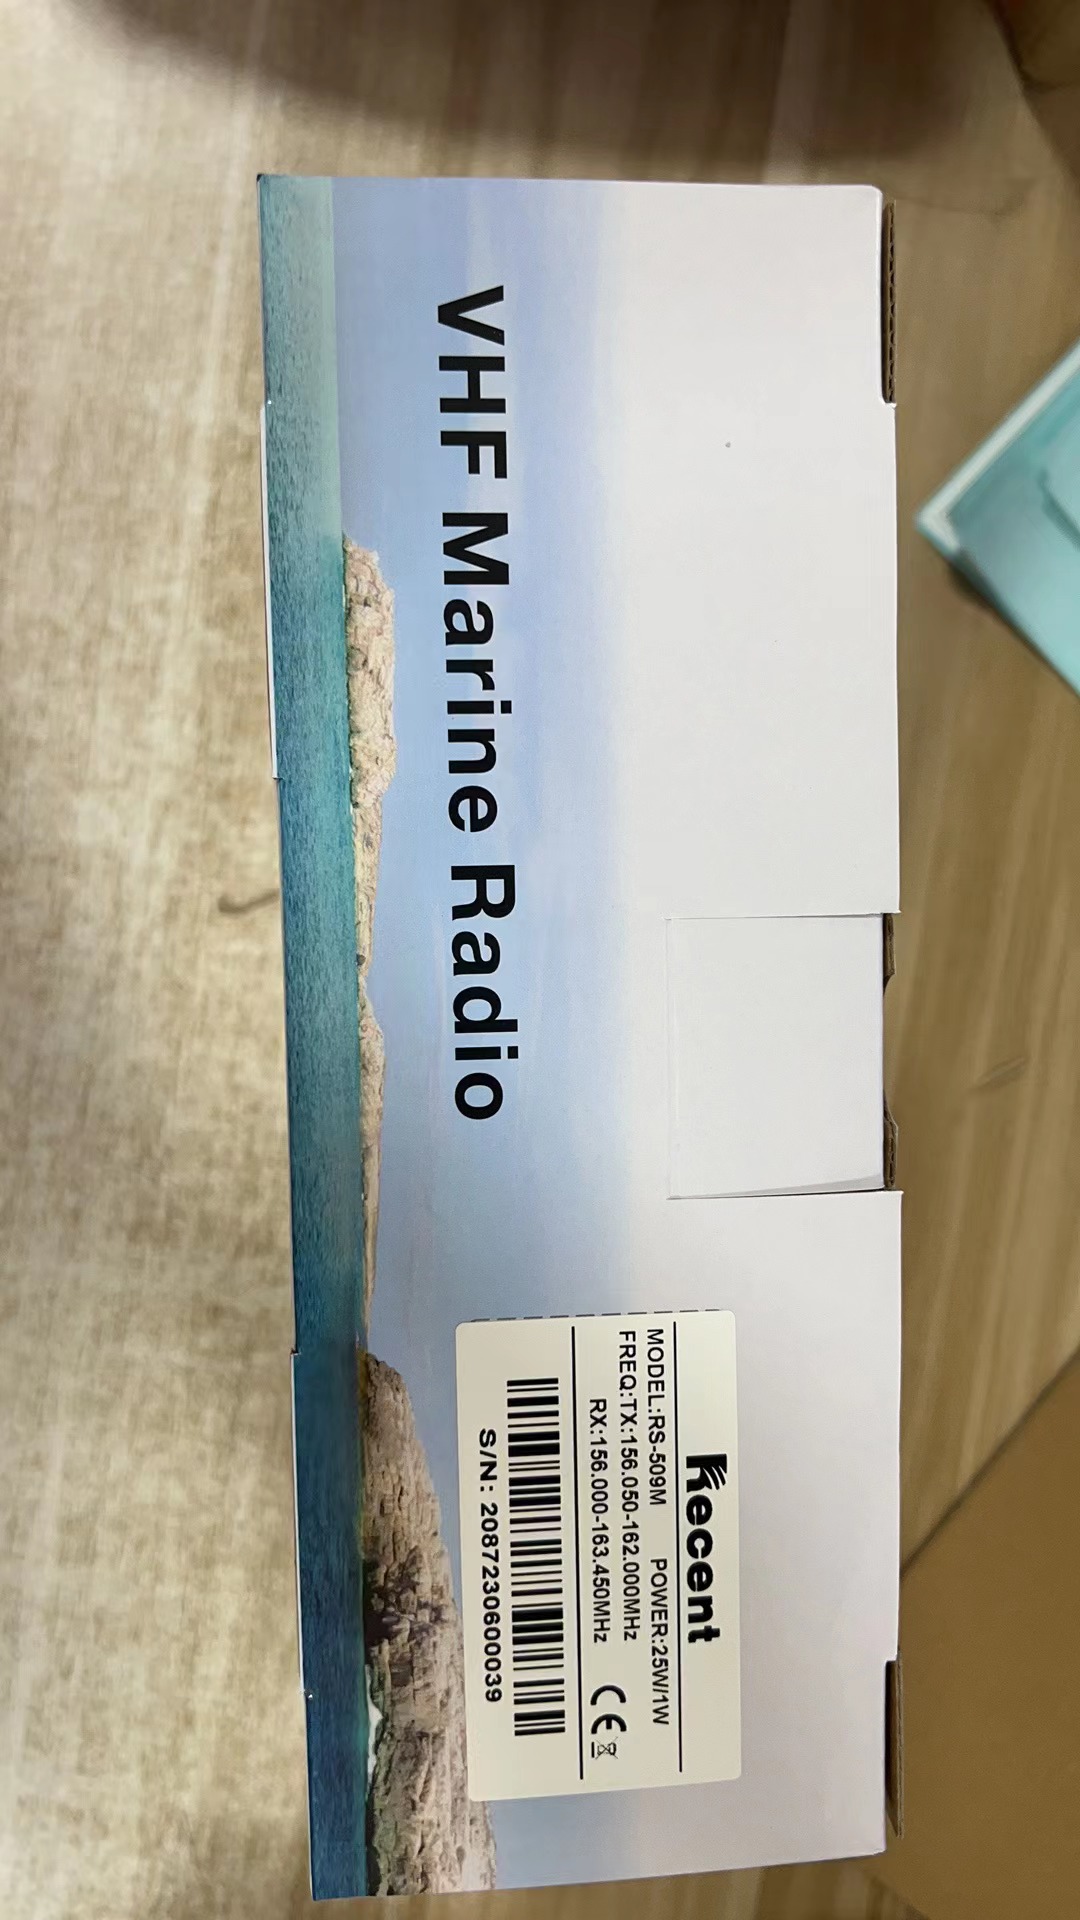 VHF Marine Radio
Recent
MODEL:RS-509M POWER:25W/1W
FREQ:TX:156.050-162.000MHz
RX:156.000-163.450MHz
CE
S/N: 2087230600039